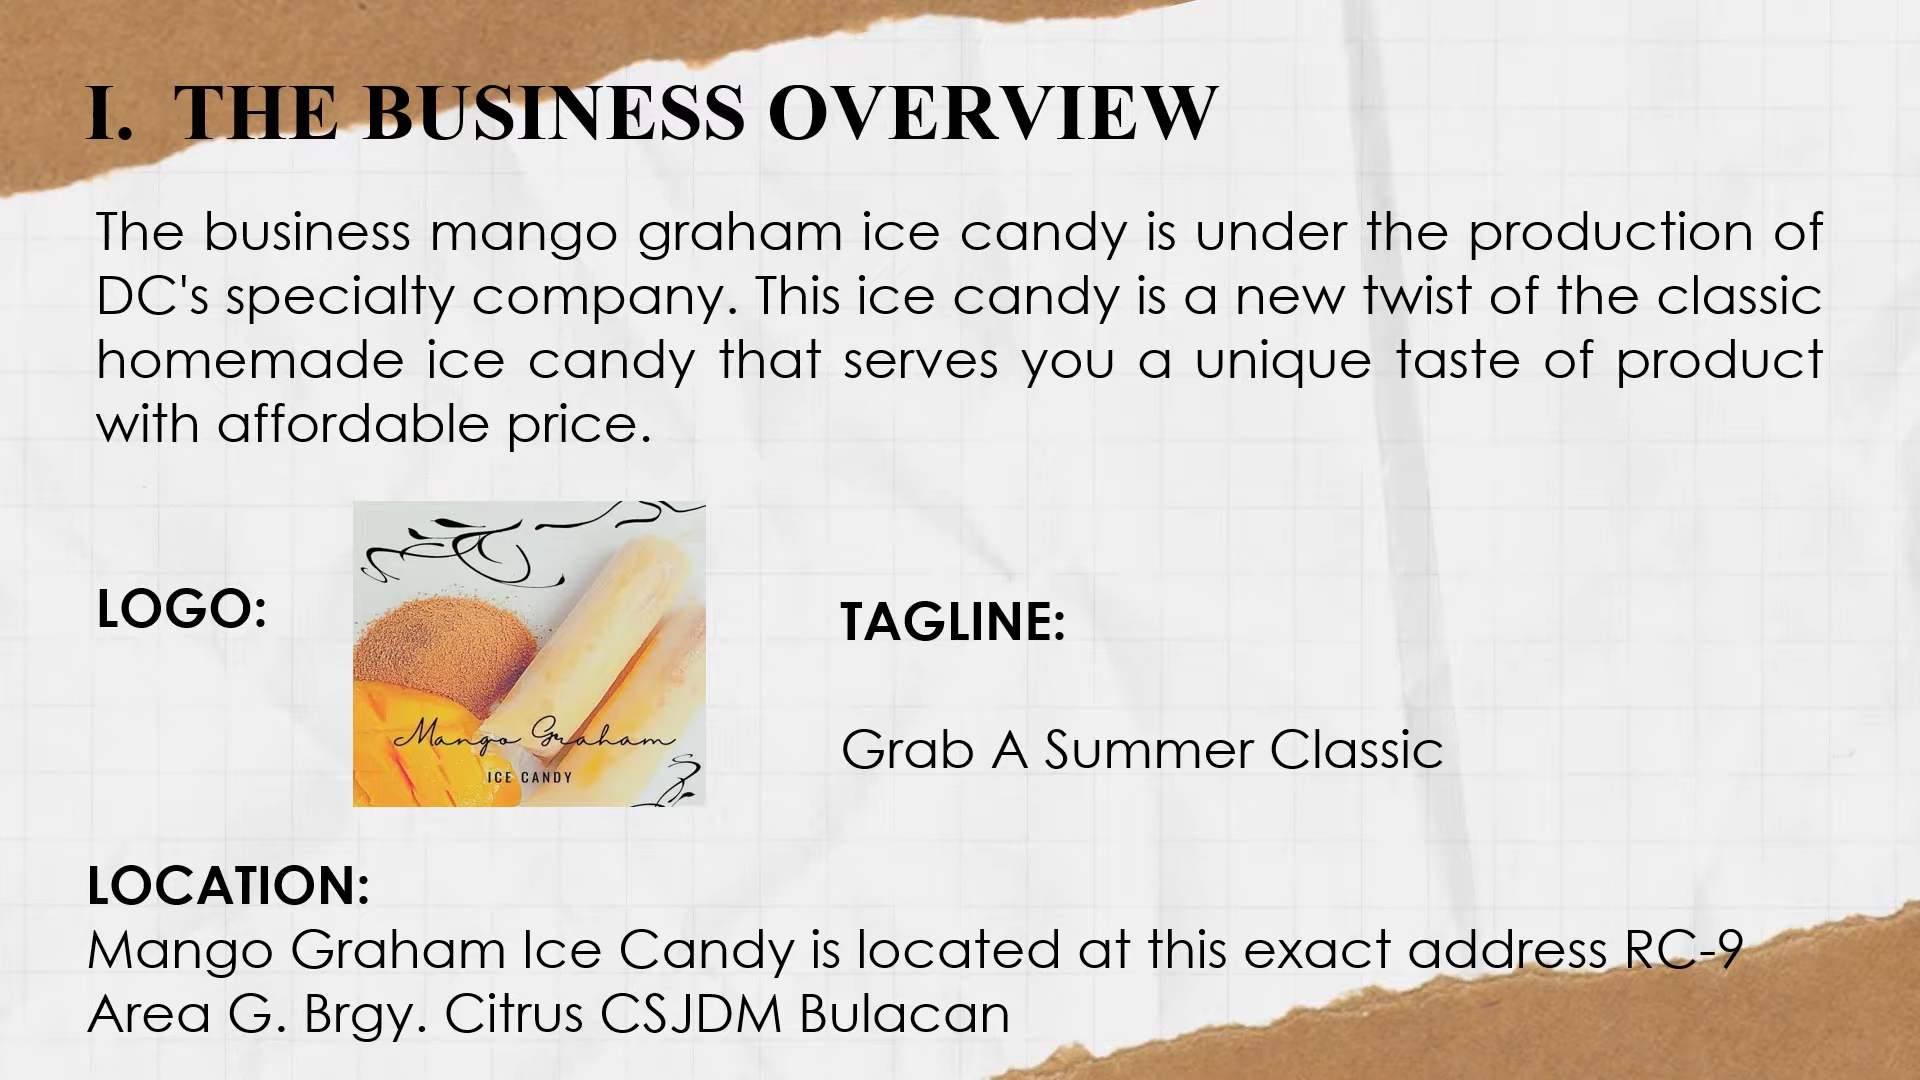 I. THE BUSINESS OVERVIEW
The business mango graham ice candy is under the production of
DC's specialty company. This ice candy is a new twist of the classic
homemade ice candy that serves you a unique taste of product
with affordable price.
LOGO:
Mango Graham
ICE CANDY
TAGLINE:
Grab A Summer Classic
LOCATION:
Mango Graham Ice Candy is located at this exact address RC-9
Area G. Brgy. Citrus CSJDM Bulacan